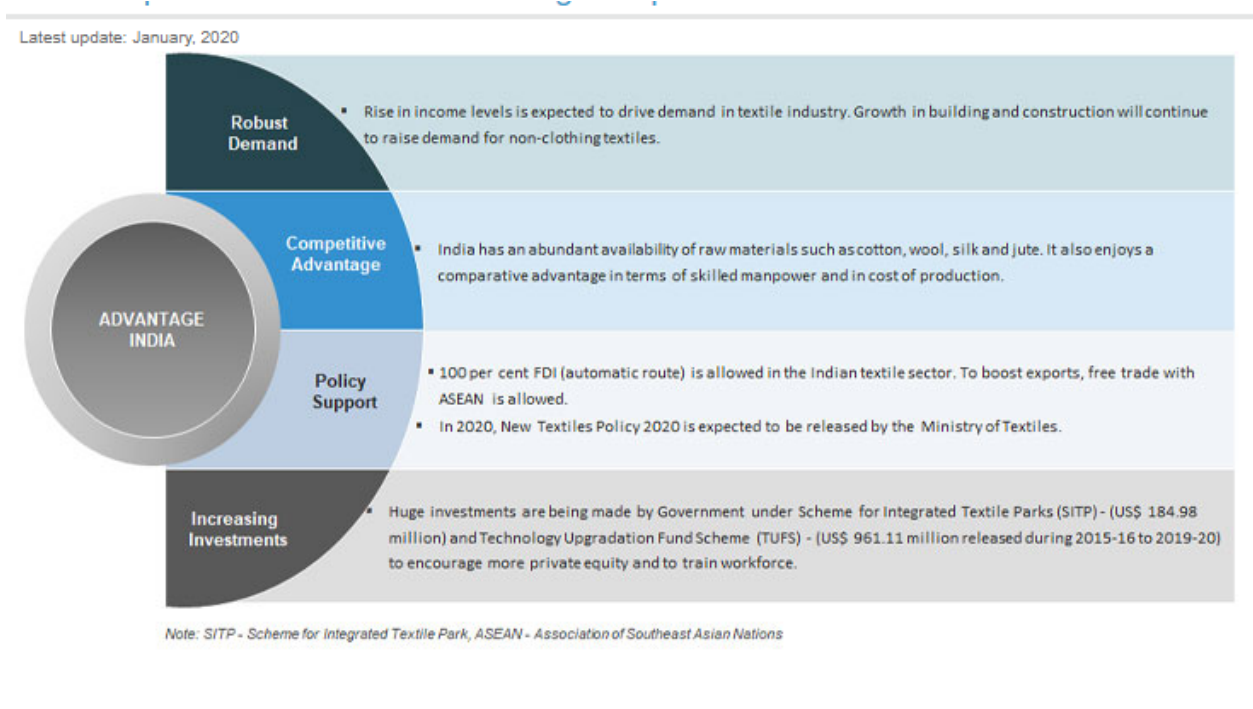 Latest update: January, 2020
Robust
Demand
▪ Rise in income levels is expected to drive demand in textile industry. Growth in building and construction will continue
to raise demand for non-clothing textiles.
Competitive
Advantage
▪ India has an abundant availability of raw materials such as cotton, wool, silk and jute. It also enjoys a
comparative advantage in terms of skilled manpower and in cost of production.
ADVANTAGE
INDIA
Policy
Support
▪ 100 per cent FDI (automatic route) is allowed in the Indian textile sector. To boost exports, free trade with
ASEAN is allowed.
▪ In 2020, New Textiles Policy 2020 is expected to be released by the Ministry of Textiles.
Increasing
Investments
▪ Huge investments are being made by Government under Scheme for Integrated Textile Parks (SITP) - (US$ 184.98
million) and Technology Upgradation Fund Scheme (TUFS) - (US$ 961.11 million released during 2015-16 to 2019-20)
to encourage more private equity and to train workforce.
Note: SITP - Scheme for Integrated Textile Park, ASEAN - Association of Southeast Asian Nations